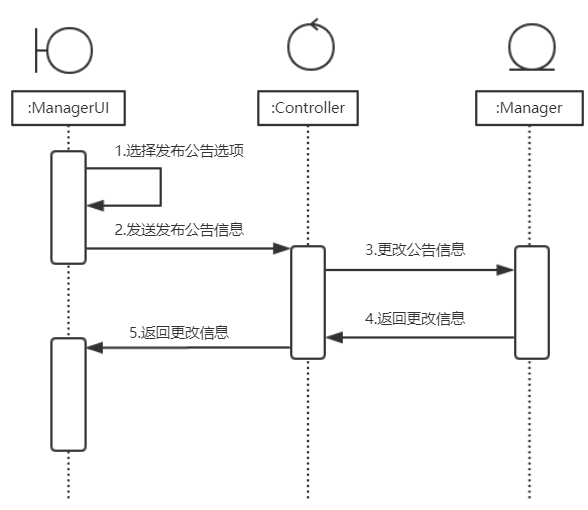 :ManagerUI
:Controller
:Manager
1.选择发布公告选项
2.发送发布公告信息
3.更改公告信息
4.返回更改信息
5.返回更改信息